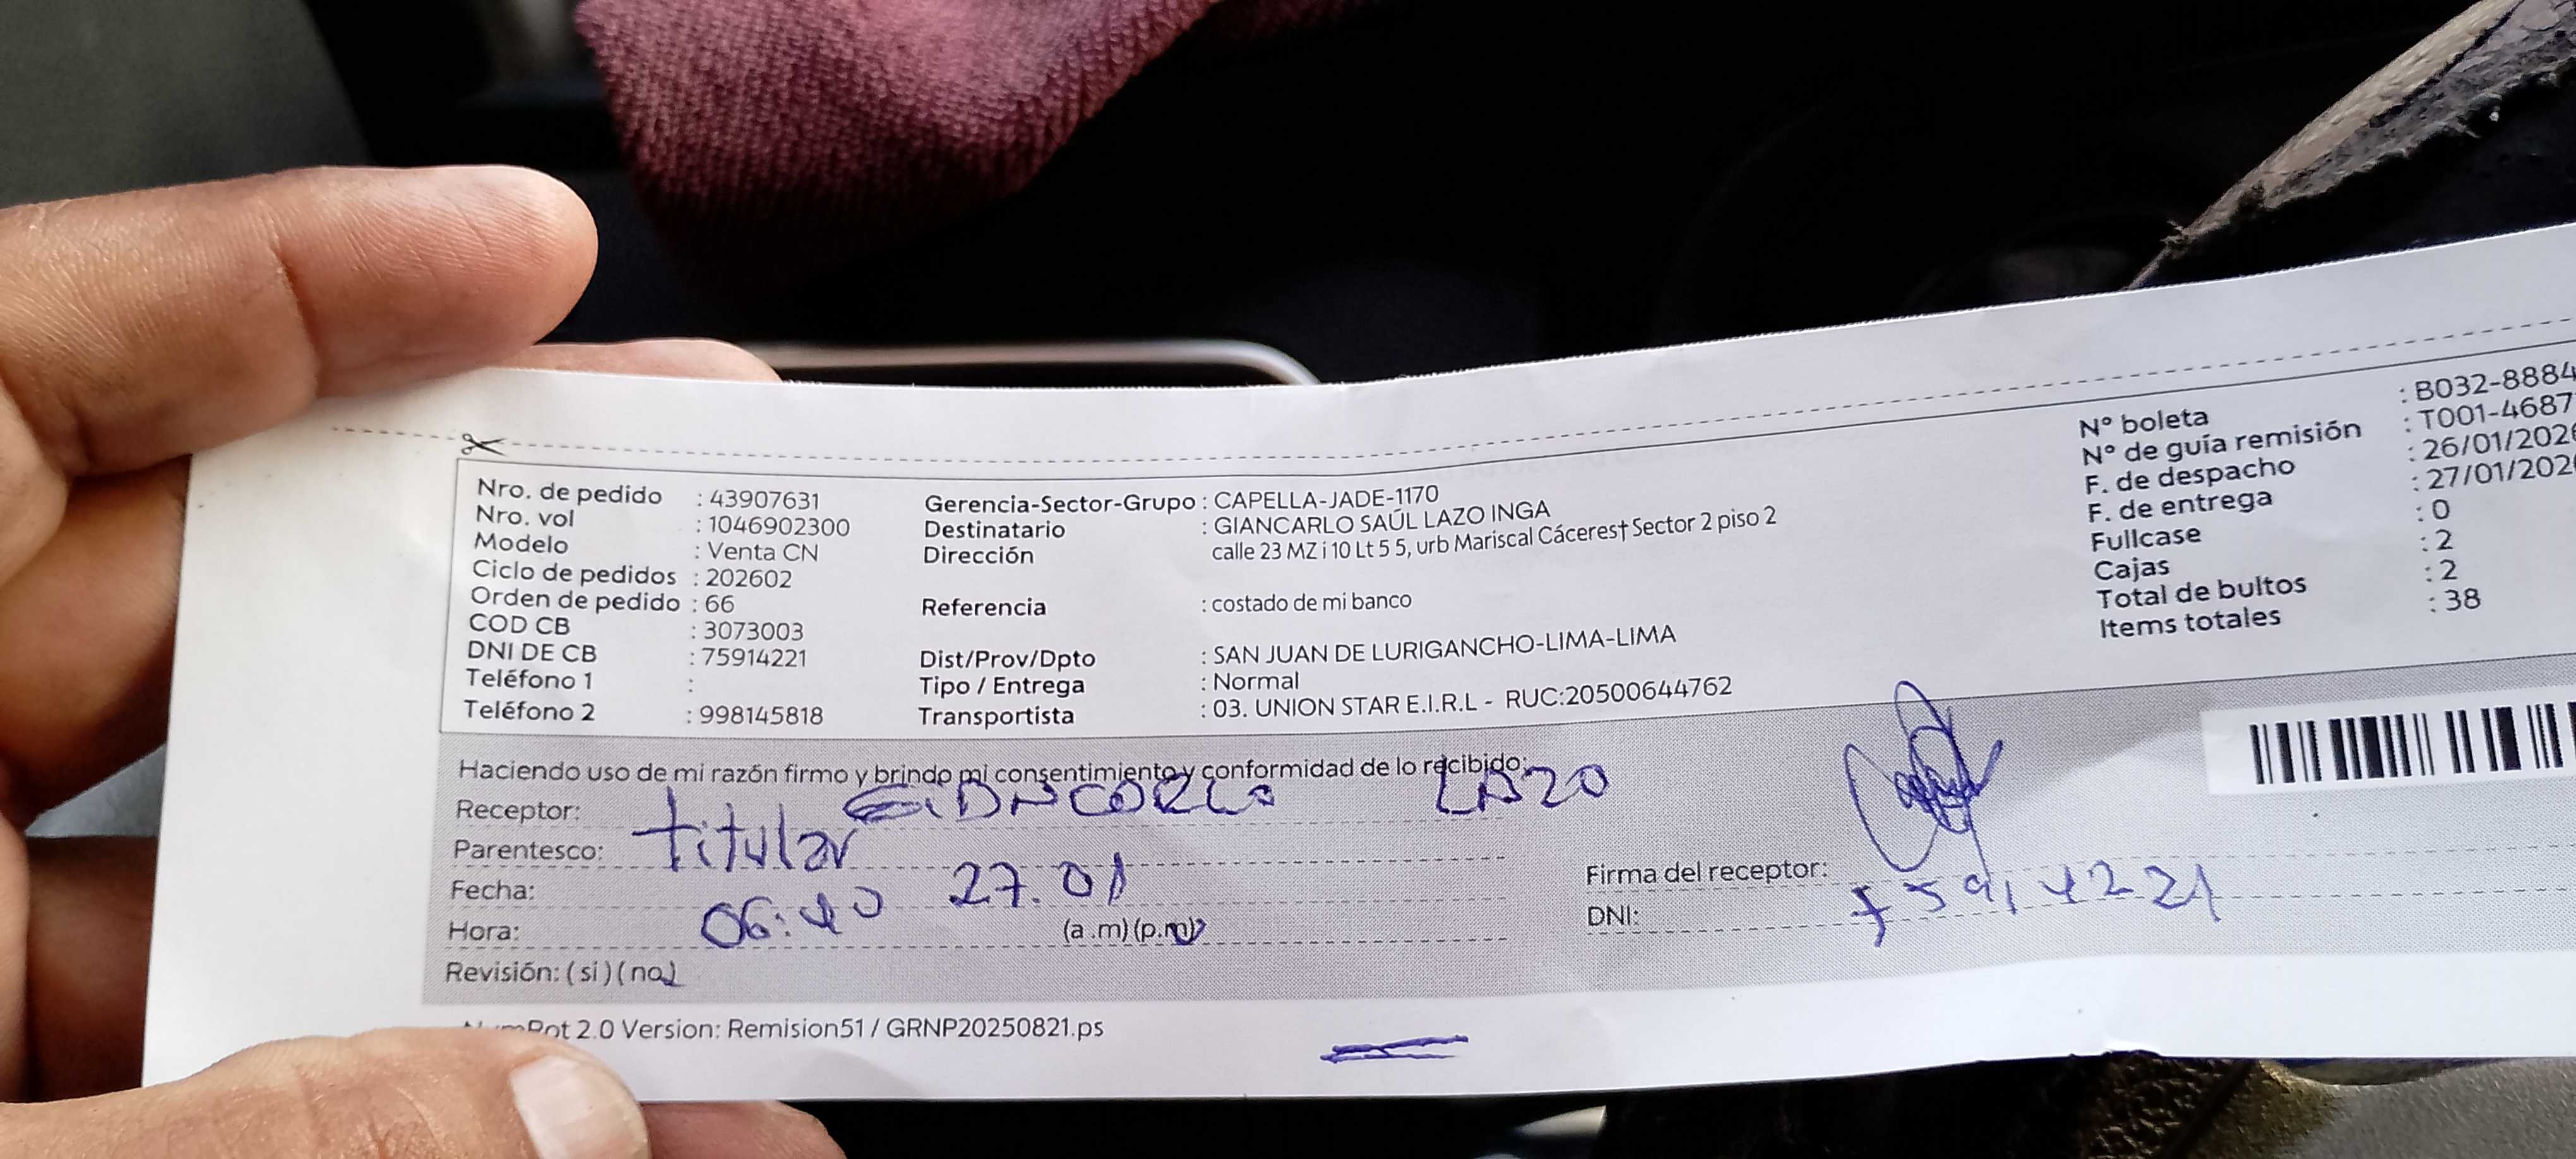 Nro. de pedido : 43907631
Nro. vol : 1046902300
Modelo : Venta CN
Ciclo de pedidos : 202602
Orden de pedido : 66
COD CB : 3073003
DNI DE CB : 75914221
Teléfono 1 :
Teléfono 2 : 998145818
Gerencia-Sector-Grupo : CAPELLA-JADE-1170
Destinatario : GIANCARLO SAÚL LAZO INGA
Dirección calle 23 MZ i 10 Lt 5 5, urb Mariscal Cáceres† Sector 2 piso 2
Referencia : costado de mi banco
Dist/Prov/Dpto : SAN JUAN DE LURIGANCHO-LIMA-LIMA
Tipo / Entrega : Normal
Transportista : 03. UNION STAR E.I.R.L - RUC:20500644762
N° boleta : B032-8884
N° de guía remisión : T001-4687
F. de despacho : 26/01/202
F. de entrega : 27/01/202
Fullcase : 0
Cajas : 2
Total de bultos : 2
Items totales : 38
Haciendo uso de mi razón firmo y brindo mi consentimiento y conformidad de lo recibido:
Receptor: GIANCARLO LAZO
Parentesco: titular
Fecha: 27.01
Hora: 06:40 (a.m) (p.m)
Revisión: (si) (no)
Firma del receptor:
DNI: 75914221
2.0 Version: Remision51 / GRNP20250821.ps